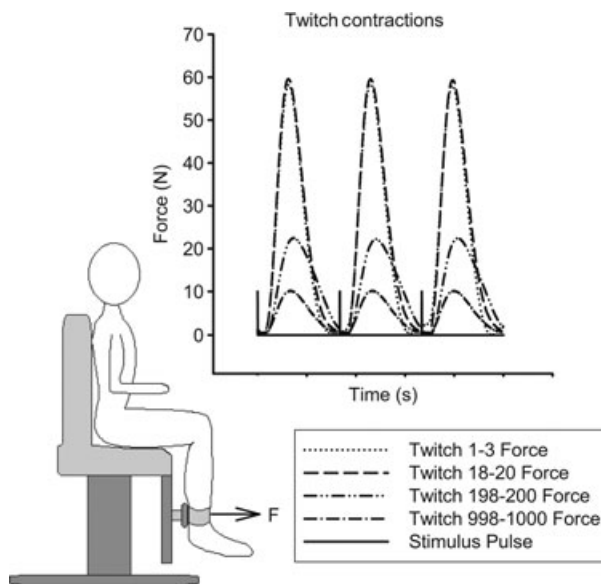 Twitch contractions
70
60
50
40
30
20
10
0
Force (N)
Time (s)
F
Twitch 1-3 Force
Twitch 18-20 Force
Twitch 198-200 Force
Twitch 998-1000 Force
Stimulus Pulse